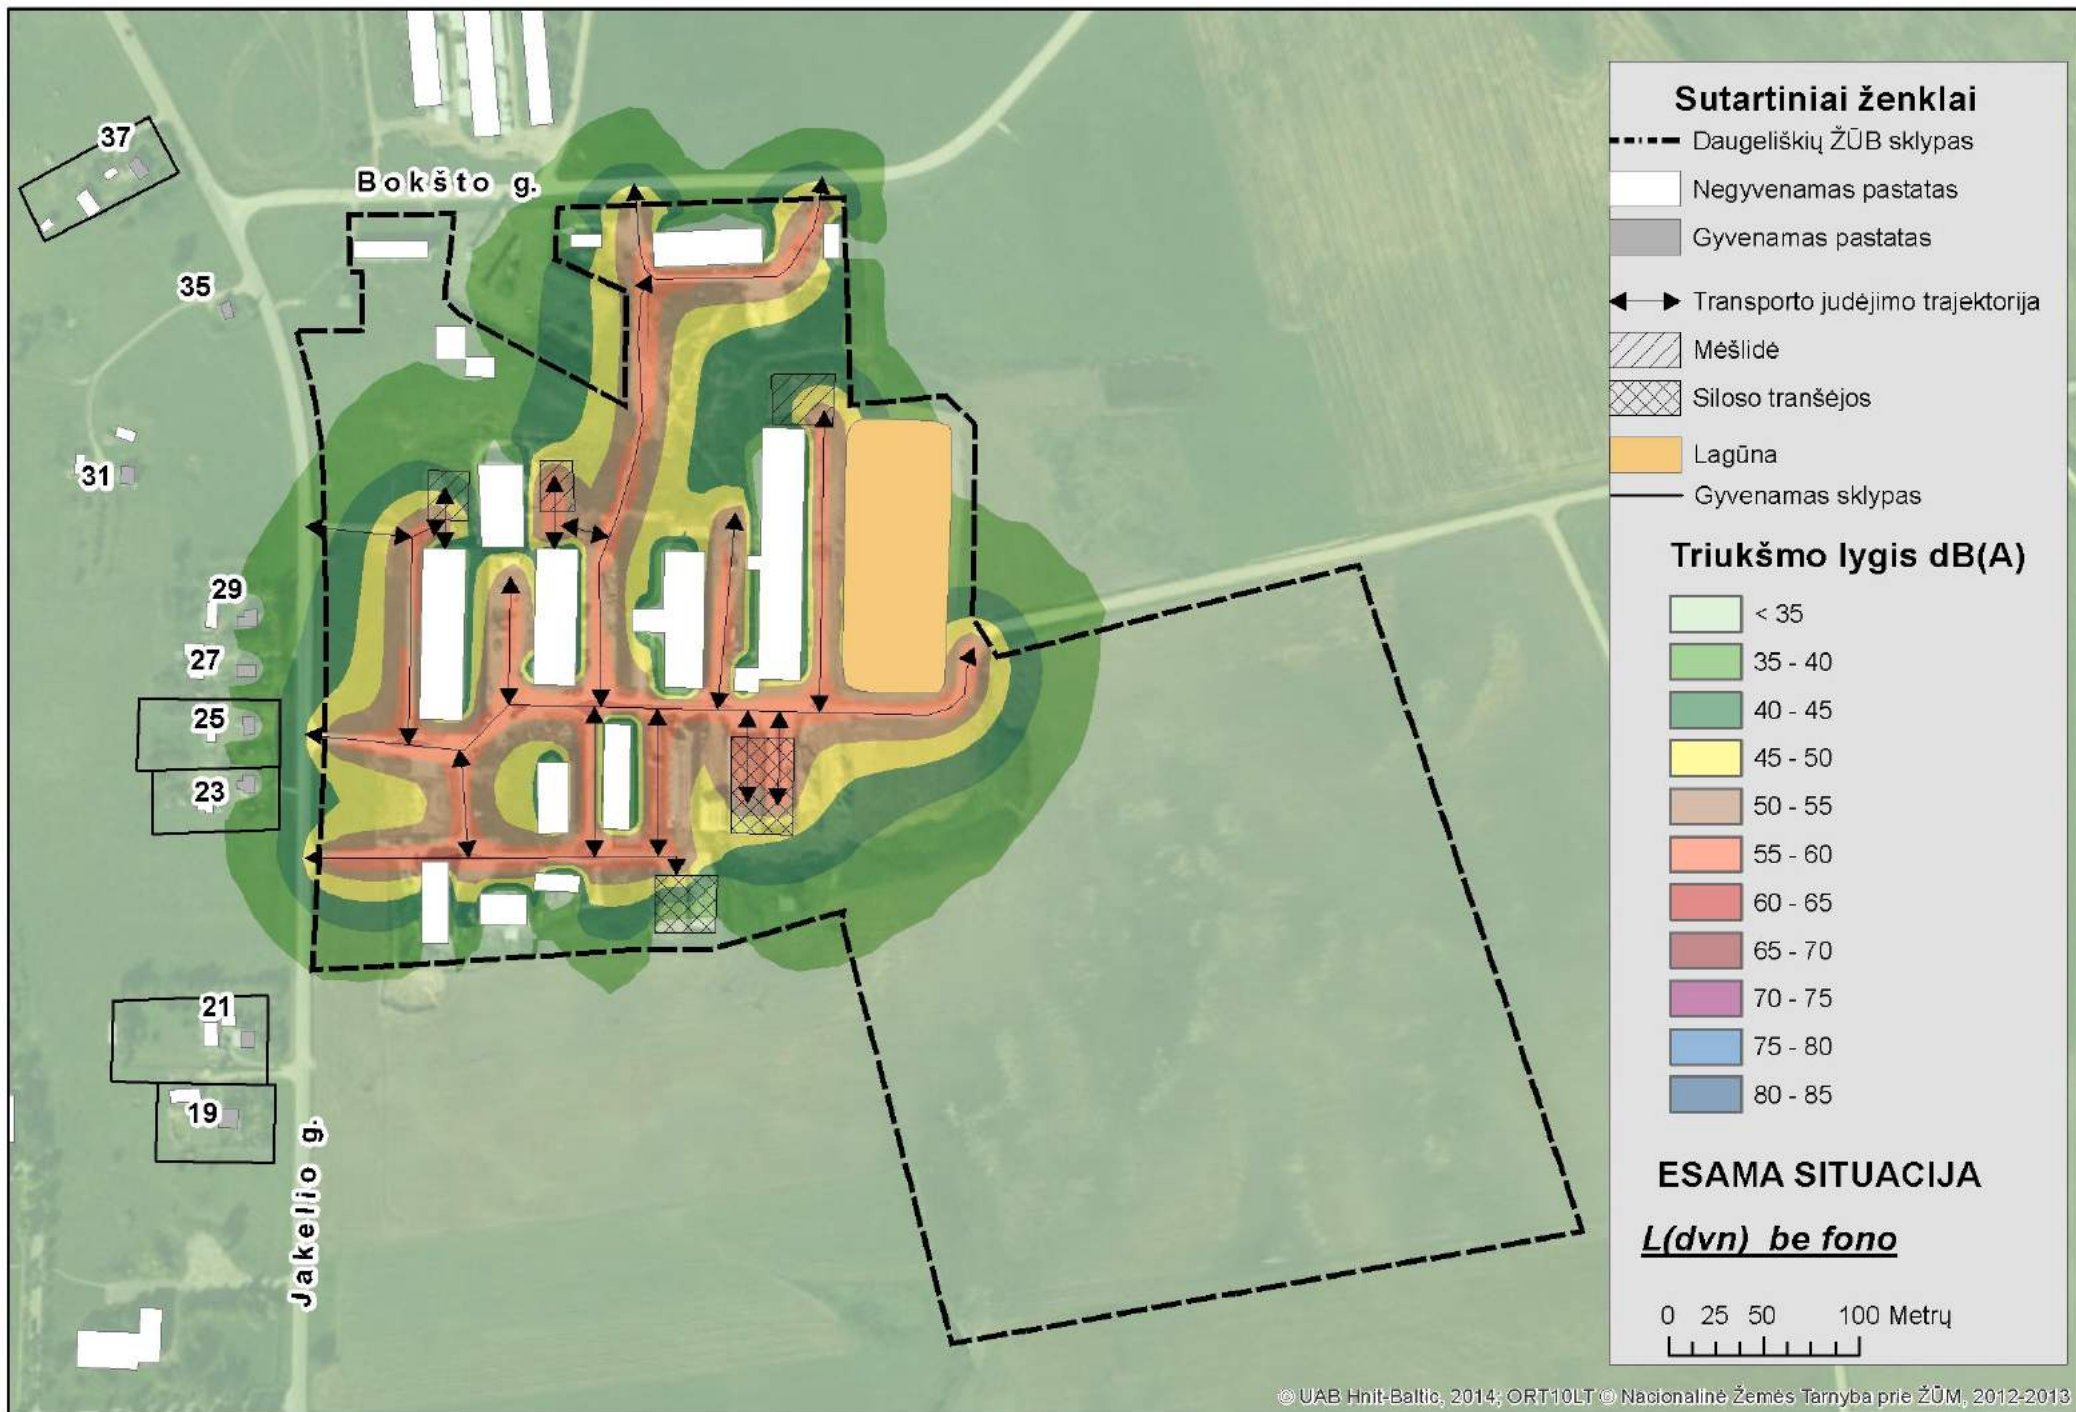 37
Bokšto g.
35
31
29
27
25
23
21
19
Jakelio g.
Sutartiniai ženklai
Daugeliškių ŽŪB sklypas
Negyvenamas pastatas
Gyvenamas pastatas
Transporto judėjimo trajektorija
Mėšlidė
Siloso tranšėjos
Lagūna
Gyvenamas sklypas
Triukšmo lygis dB(A)
< 35
35 - 40
40 - 45
45 - 50
50 - 55
55 - 60
60 - 65
65 - 70
70 - 75
75 - 80
80 - 85
ESAMA SITUACIJA
L(dvn) be fono
0 25 50 100 Metrų
© UAB Hnit-Baltic, 2014; ORT10LT © Nacionalinė Žemės Tarnyba prie ŽŪM, 2012-2013